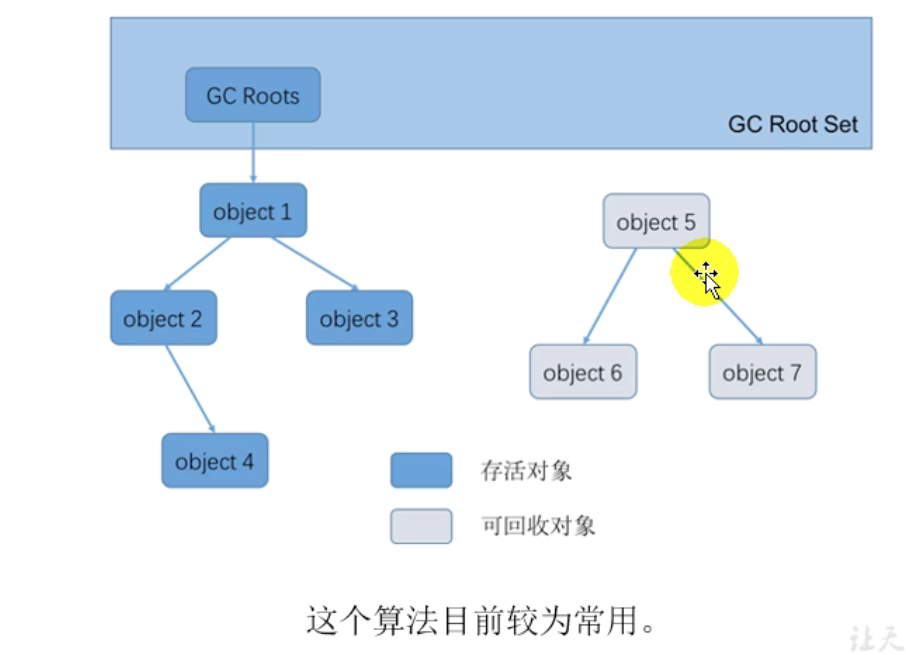 GC Roots
GC Root Set
object 1
object 5
object 2
object 3
object 6
object 7
object 4
存活对象
可回收对象
这个算法目前较为常用。
让天